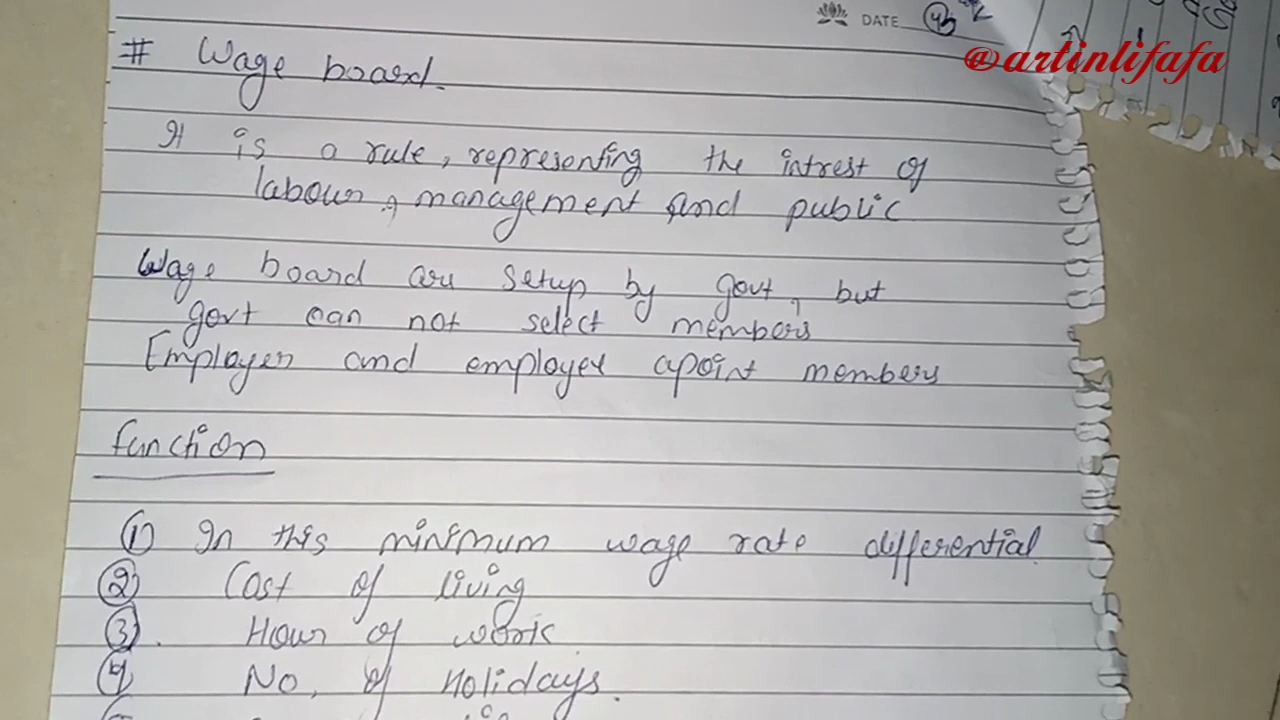 DATE
@artinlifafa
# Wage board.
It is a rule, representing the intrest of
labour, management and public
Wage board are setup by govt, but
govt can not select members
Employer and employee apoint members
function
① In this minimum wage rate differential.
② Cost of living
③. Hour of work
④ No. of Holidays.